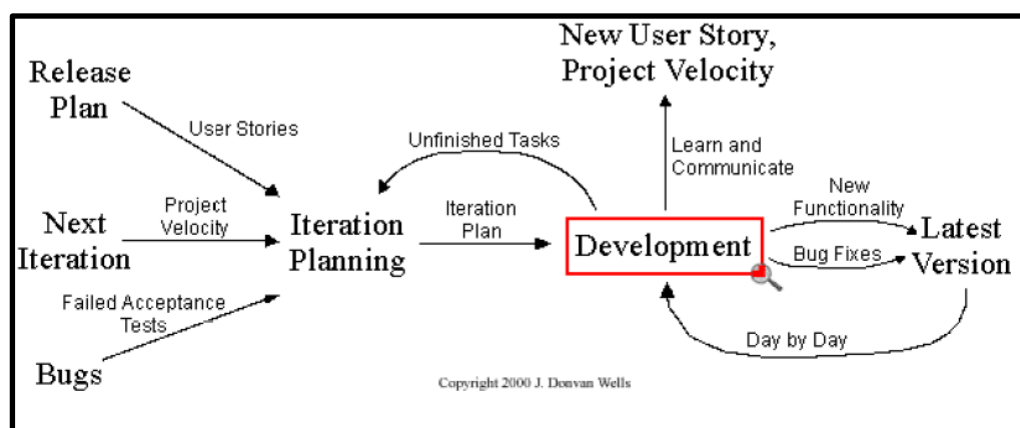 New User Story,
Project Velocity
Release
Plan
User Stories
Unfinished Tasks
Learn and
Communicate
New
Functionality
Project
Velocity
Iteration
Plan
Next
Iteration
Iteration
Planning
Development
Bug Fixes
Latest
Version
Failed Acceptance
Tests
Day by Day
Bugs
Copyright 2000 J. Donvan Wells